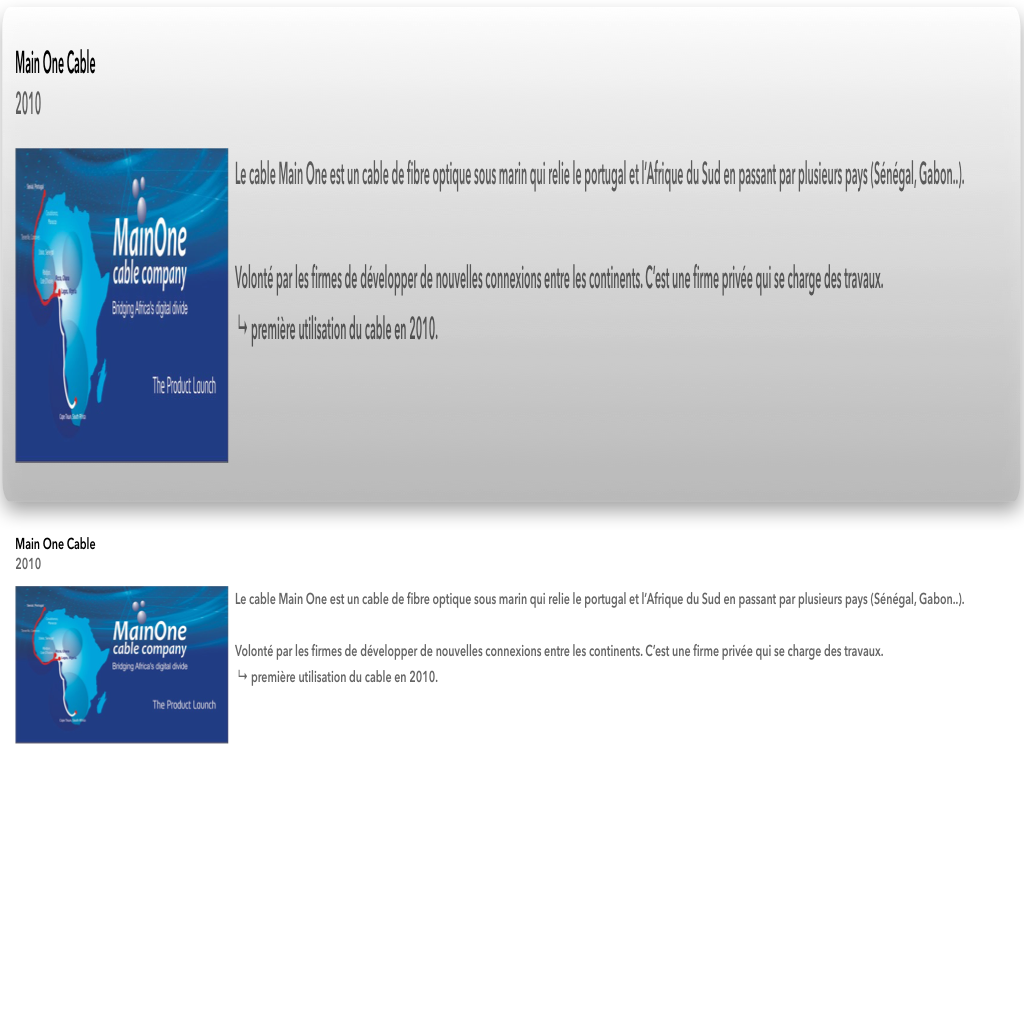 Main One Cable
2010
MainOne
cable company
Bridging Africa's digital divide
The Product Launch
Le cable Main One est un cable de fibre optique sous marin qui relie le portugal et l'Afrique du Sud en passant par plusieurs pays (Sénégal, Gabon..).
Volonté par les firmes de développer de nouvelles connexions entre les continents. C'est une firme privée qui se charge des travaux.
↳ première utilisation du cable en 2010.
Main One Cable
2010
MainOne
cable company
Bridging Africa's digital divide
The Product Launch
Le cable Main One est un cable de fibre optique sous marin qui relie le portugal et l'Afrique du Sud en passant par plusieurs pays (Sénégal, Gabon..).
Volonté par les firmes de développer de nouvelles connexions entre les continents. C'est une firme privée qui se charge des travaux.
↳ première utilisation du cable en 2010.